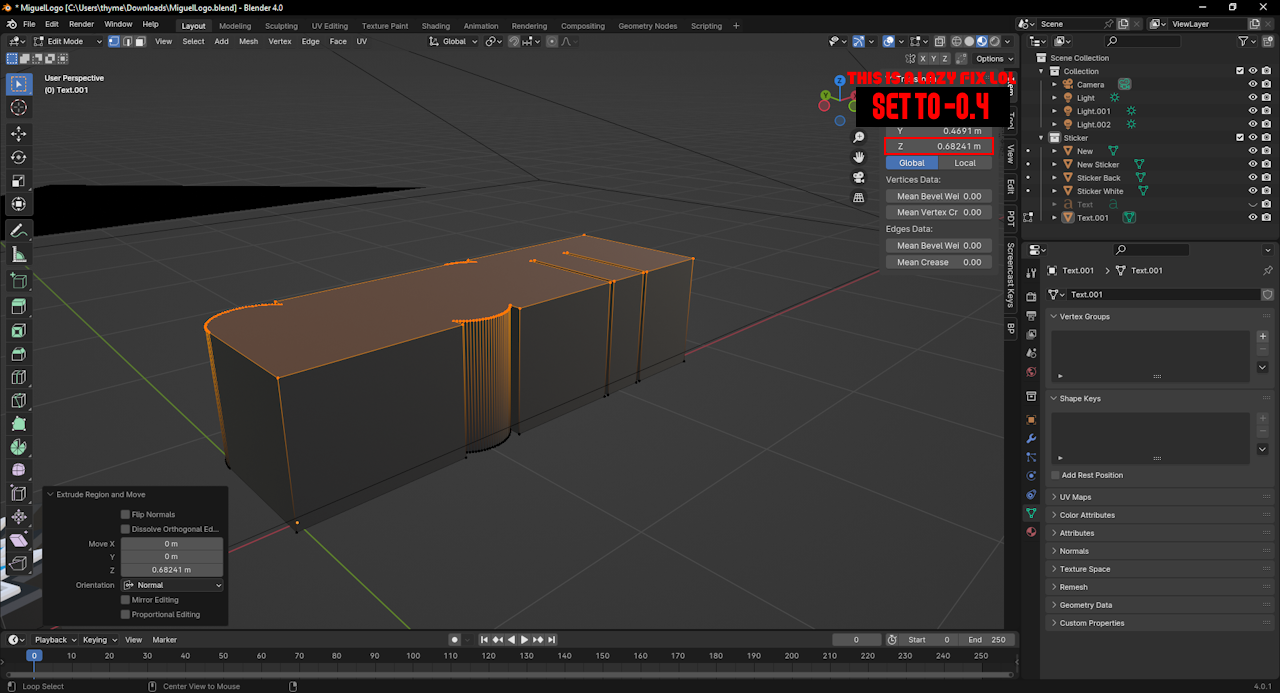 * MiguelLogo [C:\Users\thyme\Downloads\MiguelLogo.blend] - Blender 4.0
File Edit Render Window Help Layout Modeling Sculpting UV Editing Texture Paint Shading Animation Rendering Compositing Geometry Nodes Scripting + Scene ViewLayer
Edit Mode View Select Add Mesh Vertex Edge Face UV Global
X Y Z Options
User Perspective
(0) Text.001
THIS IS A LAZY FIX LOL
SET TO -0.4
Y 0.4691 m
Z 0.68241 m
Global Local
Vertices Data:
Mean Bevel Wei 0.00
Mean Vertex Cr 0.00
Edges Data:
Mean Bevel Wei 0.00
Mean Crease 0.00
Tool
View
Edit
PDT
Screencast Keys
BP
Scene Collection
Collection
Camera
Light
Light.001
Light.002
Sticker
New
New Sticker
Sticker Back
Sticker White
Text
Text.001
Text.001 > Text.001
Text.001
Vertex Groups
Shape Keys
Add Rest Position
UV Maps
Color Attributes
Attributes
Normals
Texture Space
Remesh
Geometry Data
Custom Properties
Extrude Region and Move
Flip Normals
Dissolve Orthogonal Ed...
Move X 0 m
Y 0 m
Z 0.68241 m
Orientation Normal
Mirror Editing
Proportional Editing
Playback Keying View Marker 0 Start 0 End 250
0 10 20 30 40 50 60 70 80 90 100 110 120 130 140 150 160 170 180 190 200 210 220 230 240 250
Loop Select Center View to Mouse 4.0.1